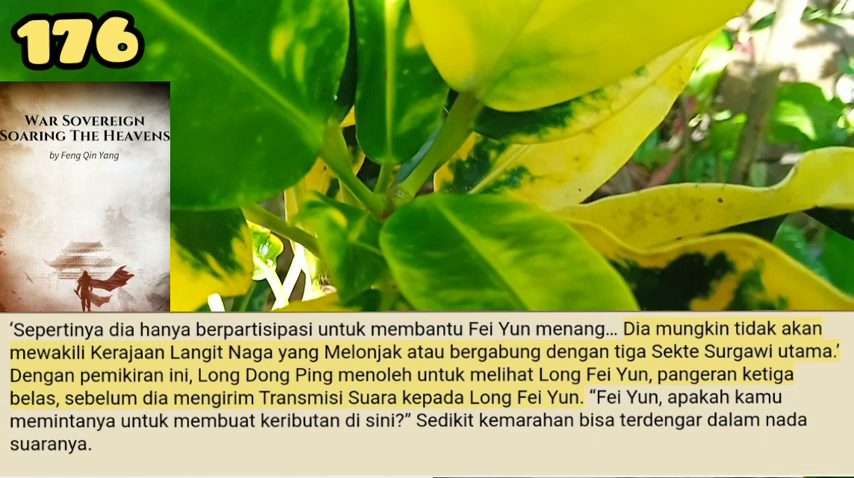 176
WAR SOVEREIGN
SOARING THE HEAVENS
by Feng Qin Yang
‘Sepertinya dia hanya berpartisipasi untuk membantu Fei Yun menang... Dia mungkin tidak akan
mewakili Kerajaan Langit Naga yang Melonjak atau bergabung dengan tiga Sekte Surgawi utama.’
Dengan pemikiran ini, Long Dong Ping menoleh untuk melihat Long Fei Yun, pangeran ketiga
belas, sebelum dia mengirim Transmisi Suara kepada Long Fei Yun. “Fei Yun, apakah kamu
memintanya untuk membuat keributan di sini?” Sedikit kemarahan bisa terdengar dalam nada
suaranya.